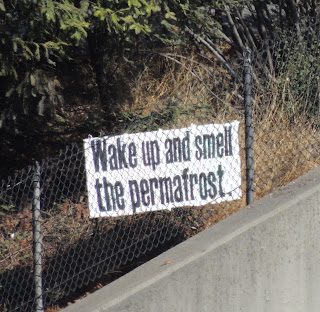 Wake up and smell
the permafrost